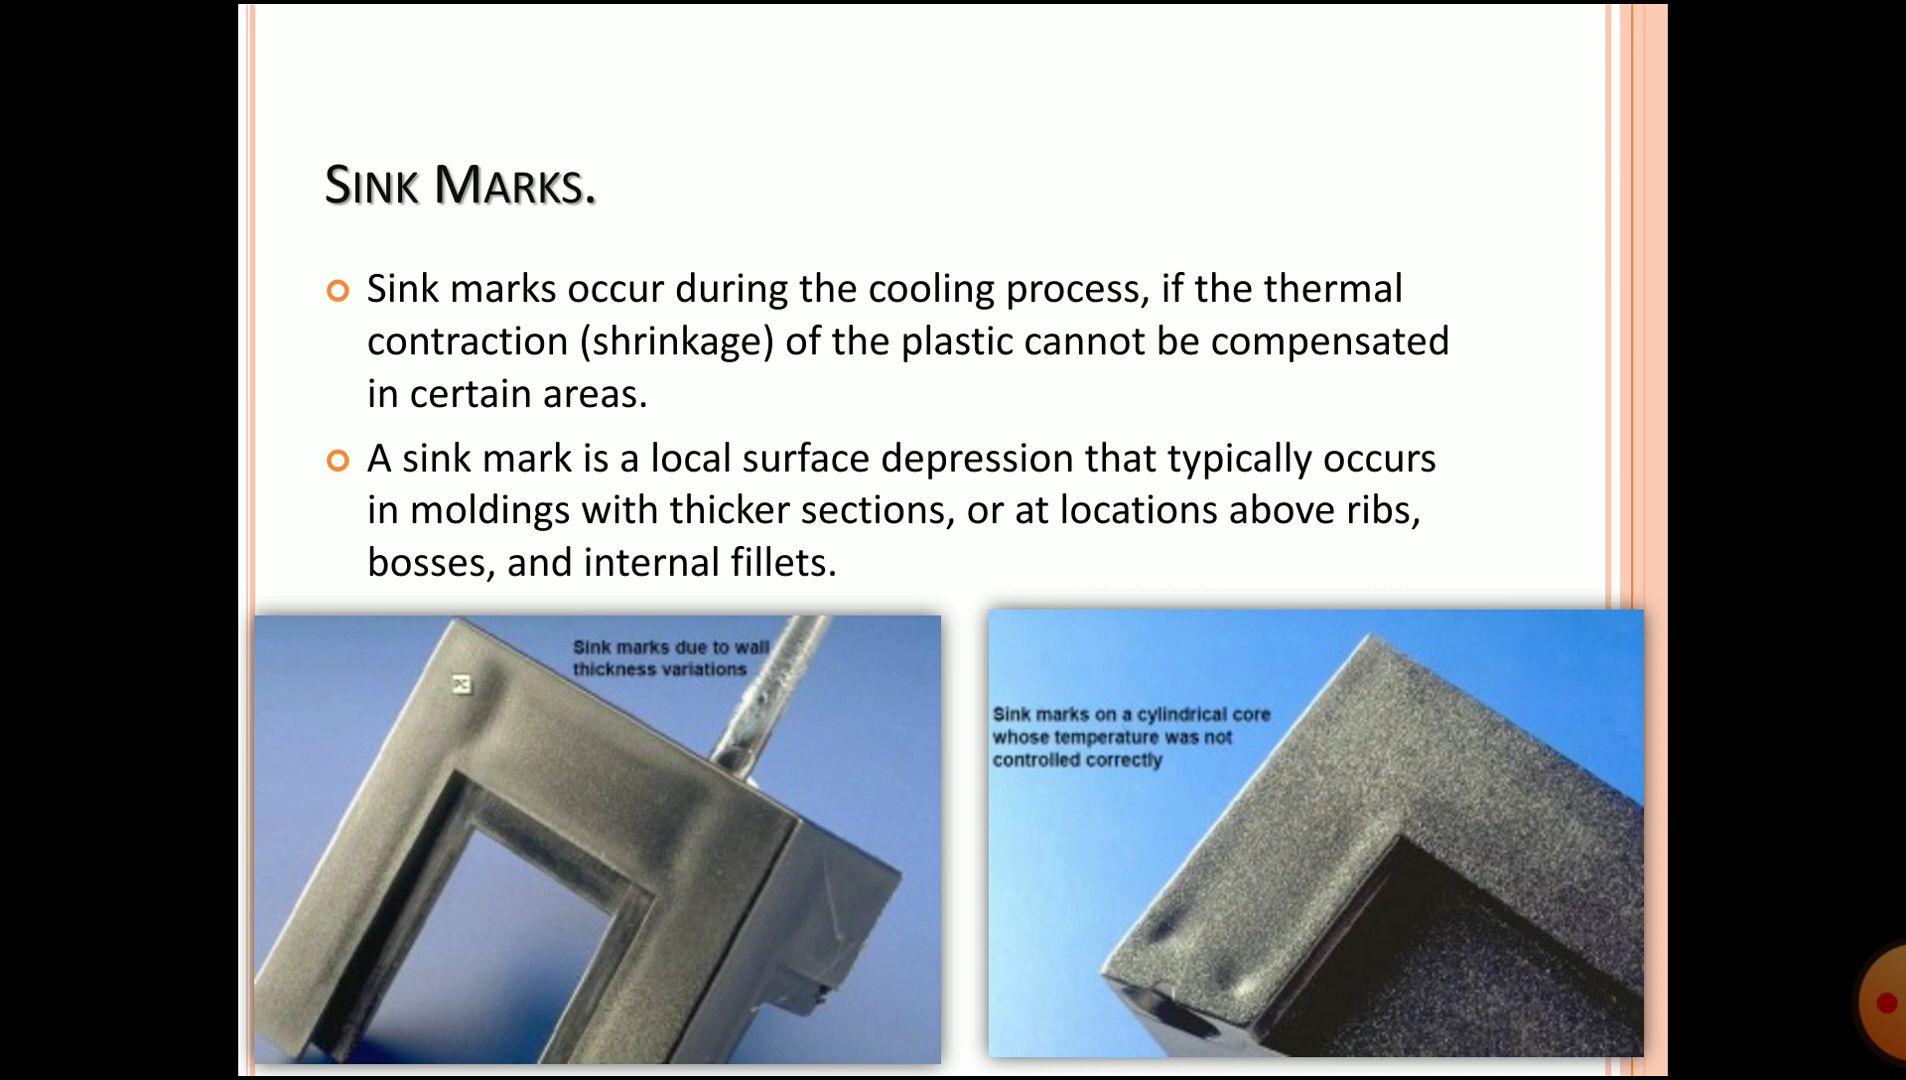 Sink Marks.
Sink marks occur during the cooling process, if the thermal
contraction (shrinkage) of the plastic cannot be compensated
in certain areas.
A sink mark is a local surface depression that typically occurs
in moldings with thicker sections, or at locations above ribs,
bosses, and internal fillets.
Sink marks due to wall
thickness variations
PC
Sink marks on a cylindrical core
whose temperature was not
controlled correctly